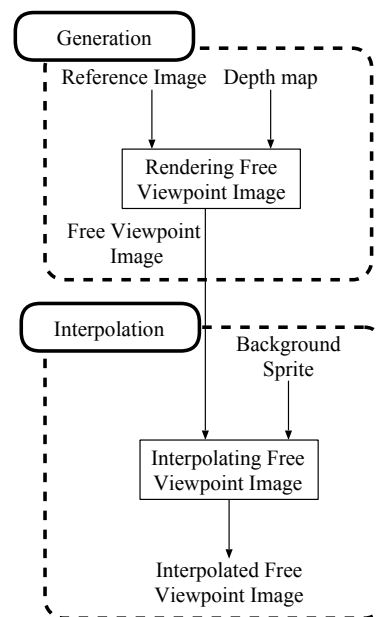 Generation
Reference Image
Depth map
Rendering Free
Viewpoint Image
Free Viewpoint
Image
Interpolation
Background
Sprite
Interpolating Free
Viewpoint Image
Interpolated Free
Viewpoint Image